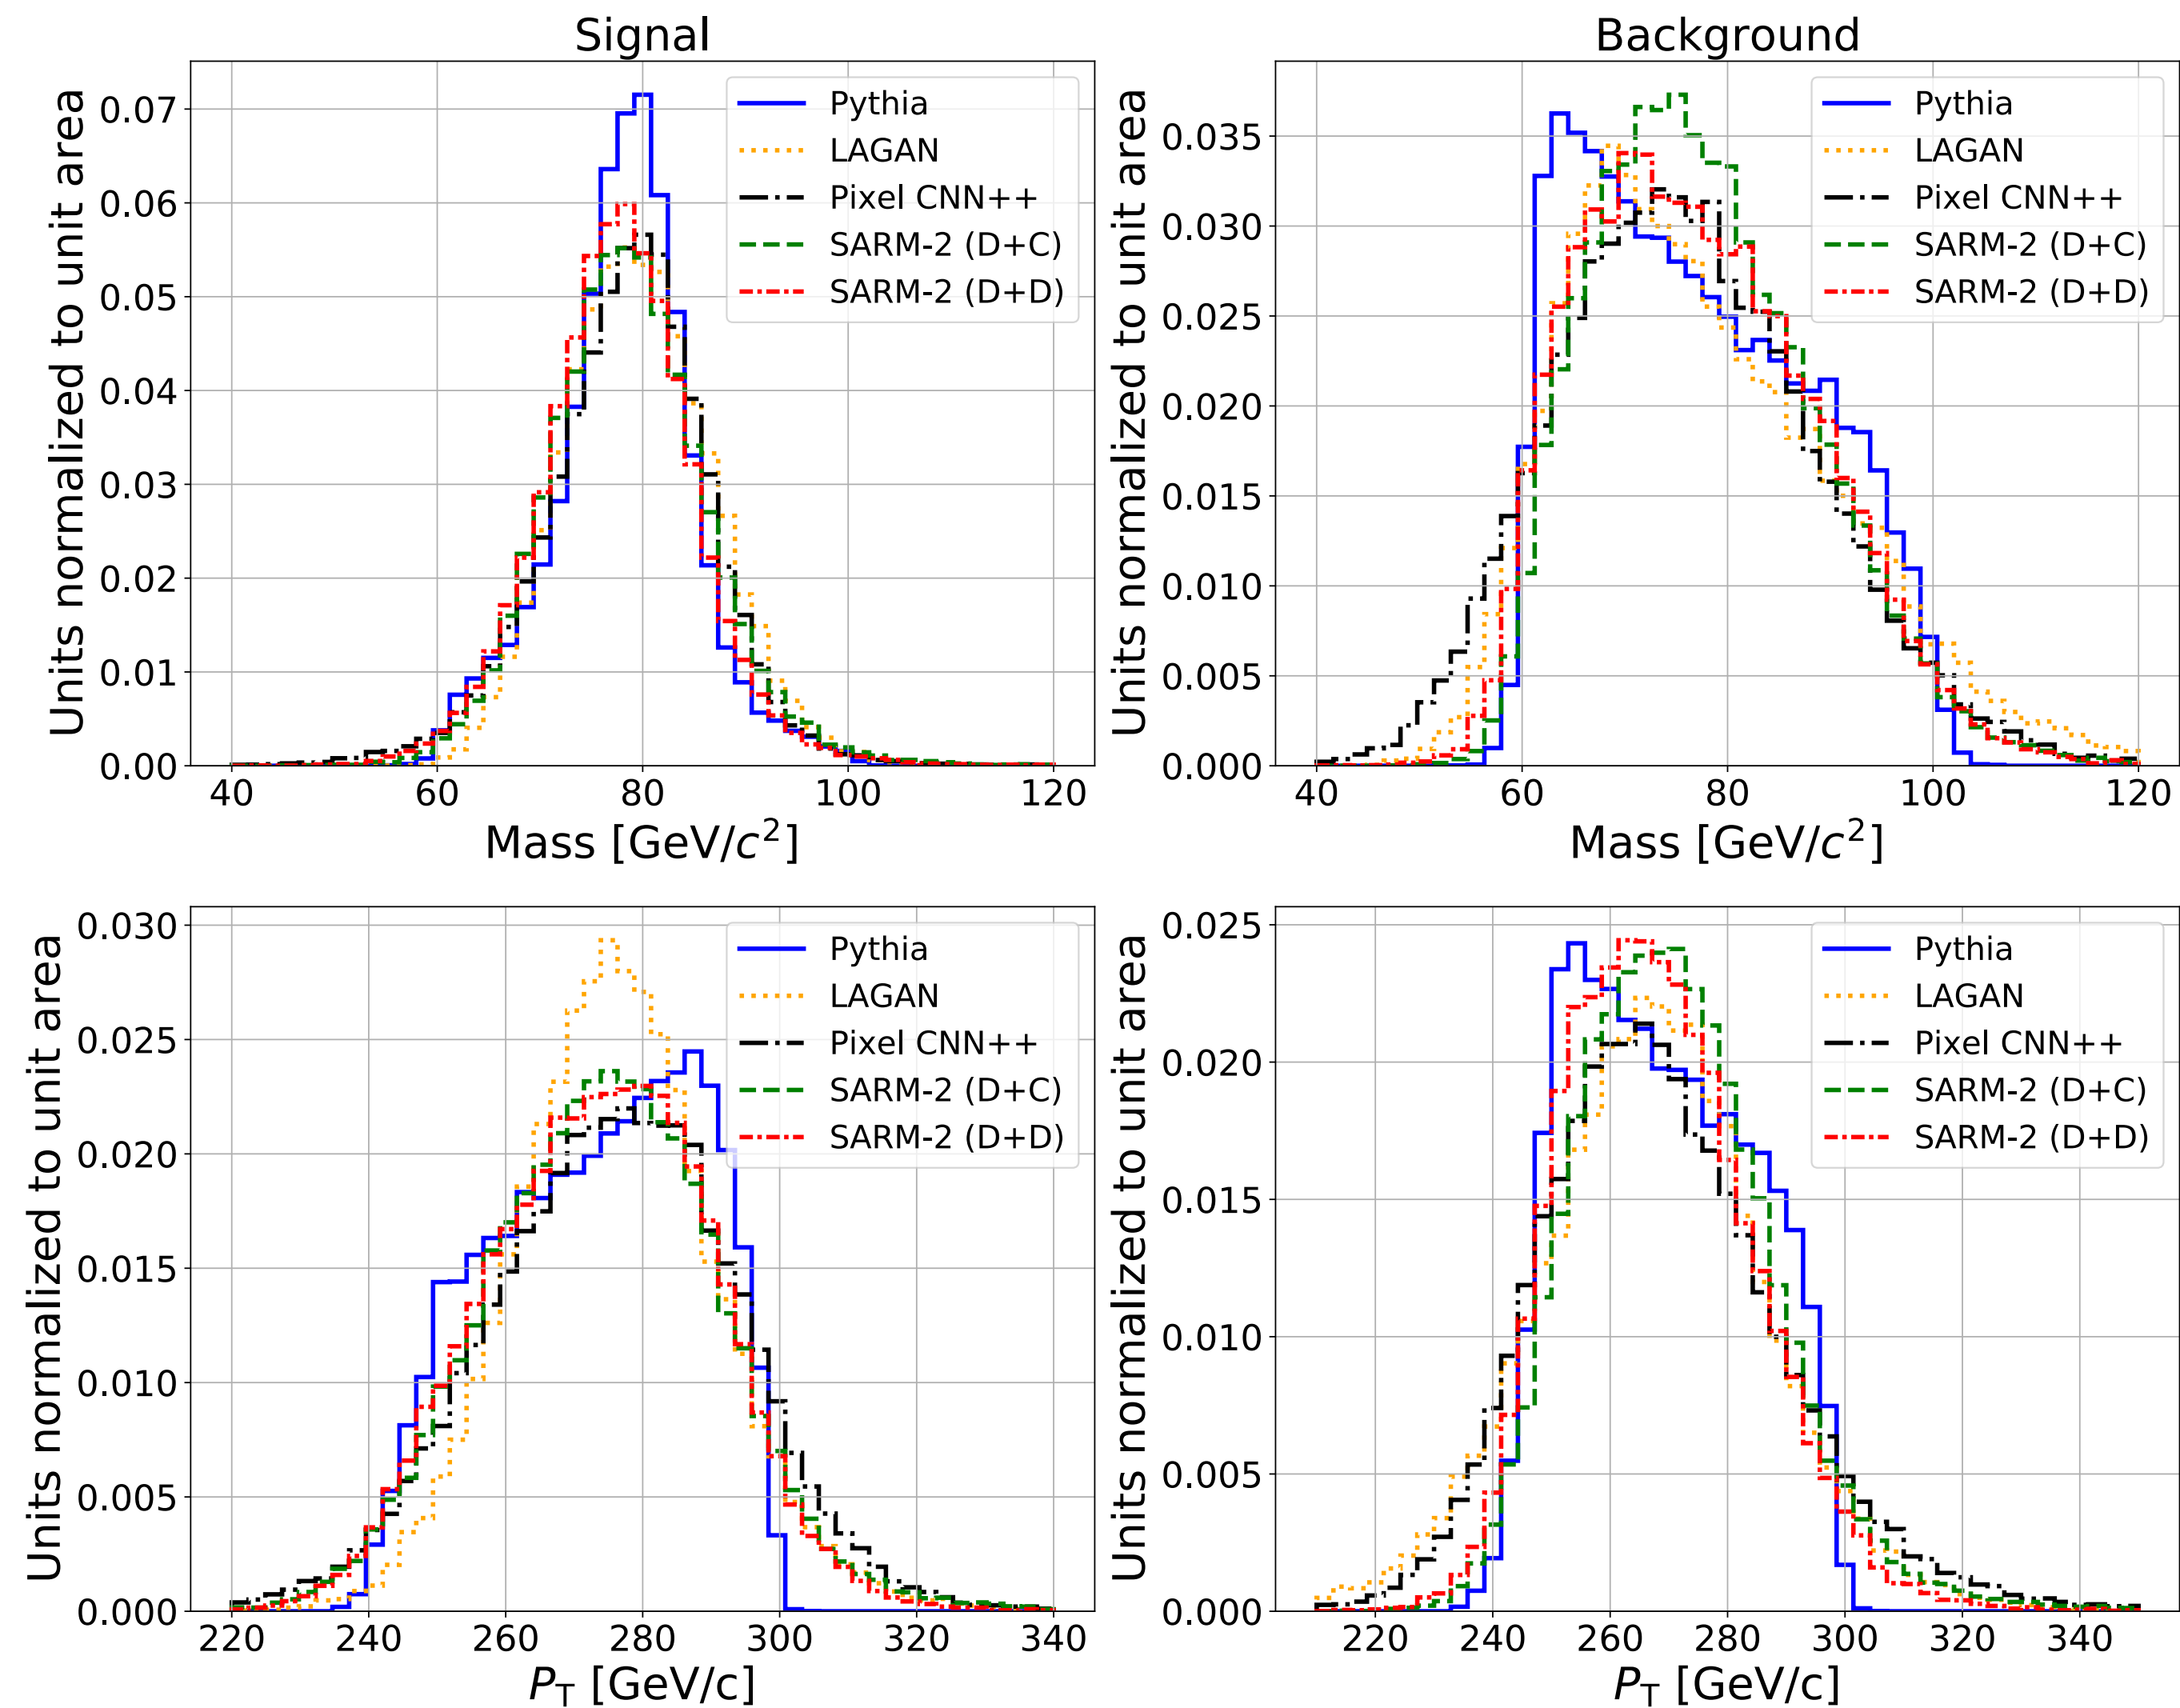 Signal
Units normalized to unit area
0.07
0.06
0.05
0.04
0.03
0.02
0.01
0.00
Pythia
LAGAN
Pixel CNN++
SARM-2 (D+C)
SARM-2 (D+D)
40 60 80 100 120
Mass [GeV/c²]
Background
Units normalized to unit area
0.035
0.030
0.025
0.020
0.015
0.010
0.005
0.000
Pythia
LAGAN
Pixel CNN++
SARM-2 (D+C)
SARM-2 (D+D)
40 60 80 100 120
Mass [GeV/c²]
Units normalized to unit area
0.030
0.025
0.020
0.015
0.010
0.005
0.000
Pythia
LAGAN
Pixel CNN++
SARM-2 (D+C)
SARM-2 (D+D)
220 240 260 280 300 320 340
P_T [GeV/c]
Units normalized to unit area
0.025
0.020
0.015
0.010
0.005
0.000
Pythia
LAGAN
Pixel CNN++
SARM-2 (D+C)
SARM-2 (D+D)
220 240 260 280 300 320 340
P_T [GeV/c]